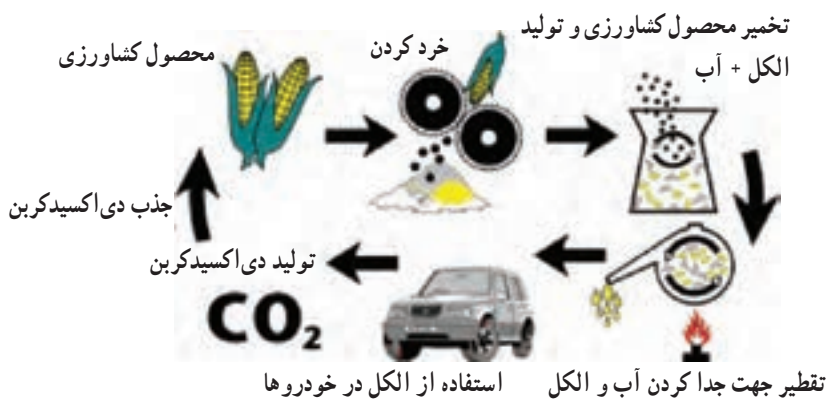 محصول کشاورزی
خرد کردن
تخمیر محصول کشاورزی و تولید
الکل + آب
تقطیر جهت جدا کردن آب و الکل
استفاده از الکل در خودروها
تولید دی‌اکسیدکربن
CO₂
جذب دی‌اکسیدکربن